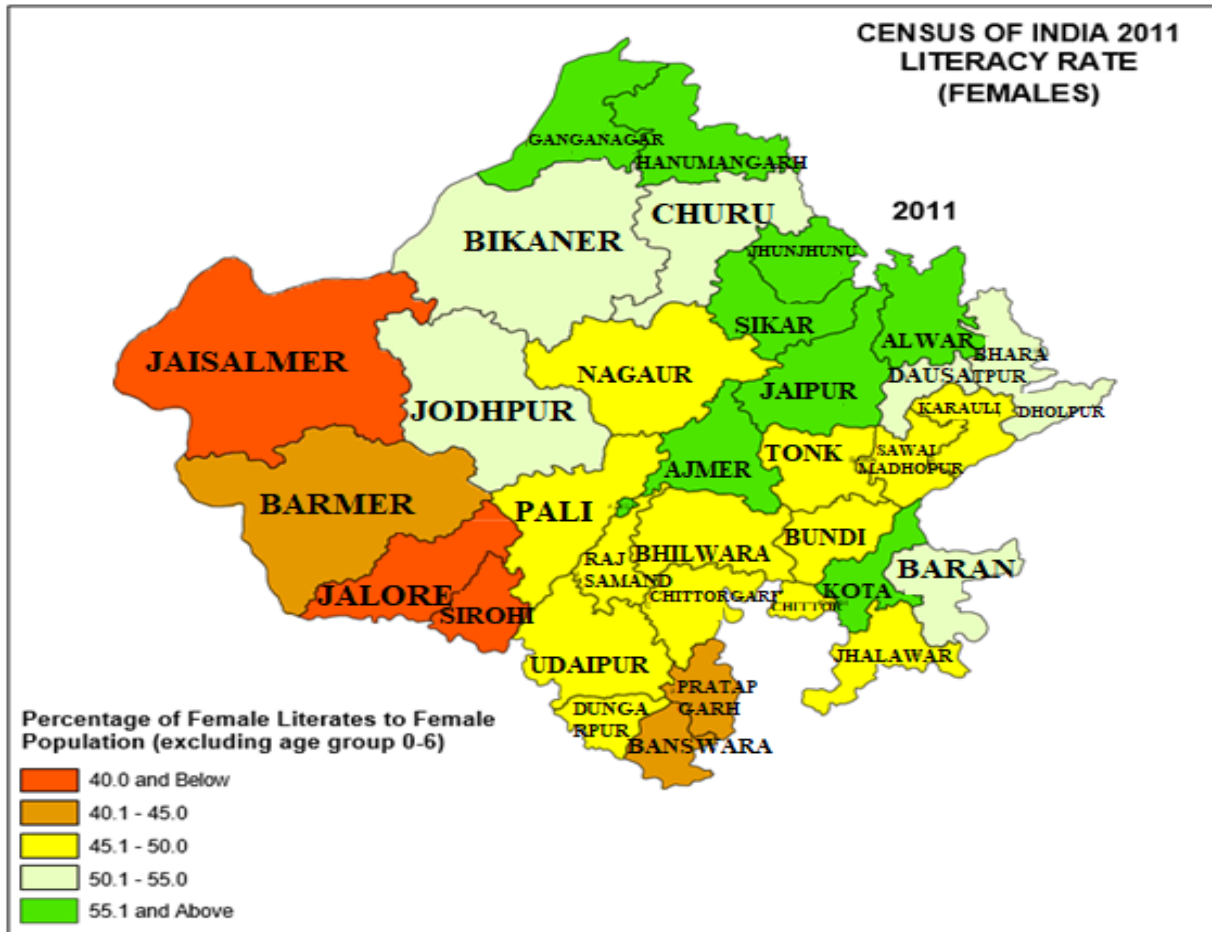 CENSUS OF INDIA 2011
LITERACY RATE
(FEMALES)
2011
GANGANAGAR
HANUMANGARH
CHURU
BIKANER
JHUNJHUNU
SIKAR
ALWAR
JAISALMER
NAGAUR
JAIPUR
BHARA
TPUR
DAUSA
JODHPUR
KARAULI
DHOLPUR
TONK
SAWAI
MADHOPUR
AJMER
BARMER
PALI
BUNDI
BHILWARA
RAJ
SAMAND
BARAN
KOTA
JALORE
SIROHI
CHITTORGARH
CHITTOR
UDAIPUR
JHALAWAR
PRATAP
GARH
DUNGA
RPUR
BANSWARA
Percentage of Female Literates to Female
Population (excluding age group 0-6)
40.0 and Below
40.1 - 45.0
45.1 - 50.0
50.1 - 55.0
55.1 and Above